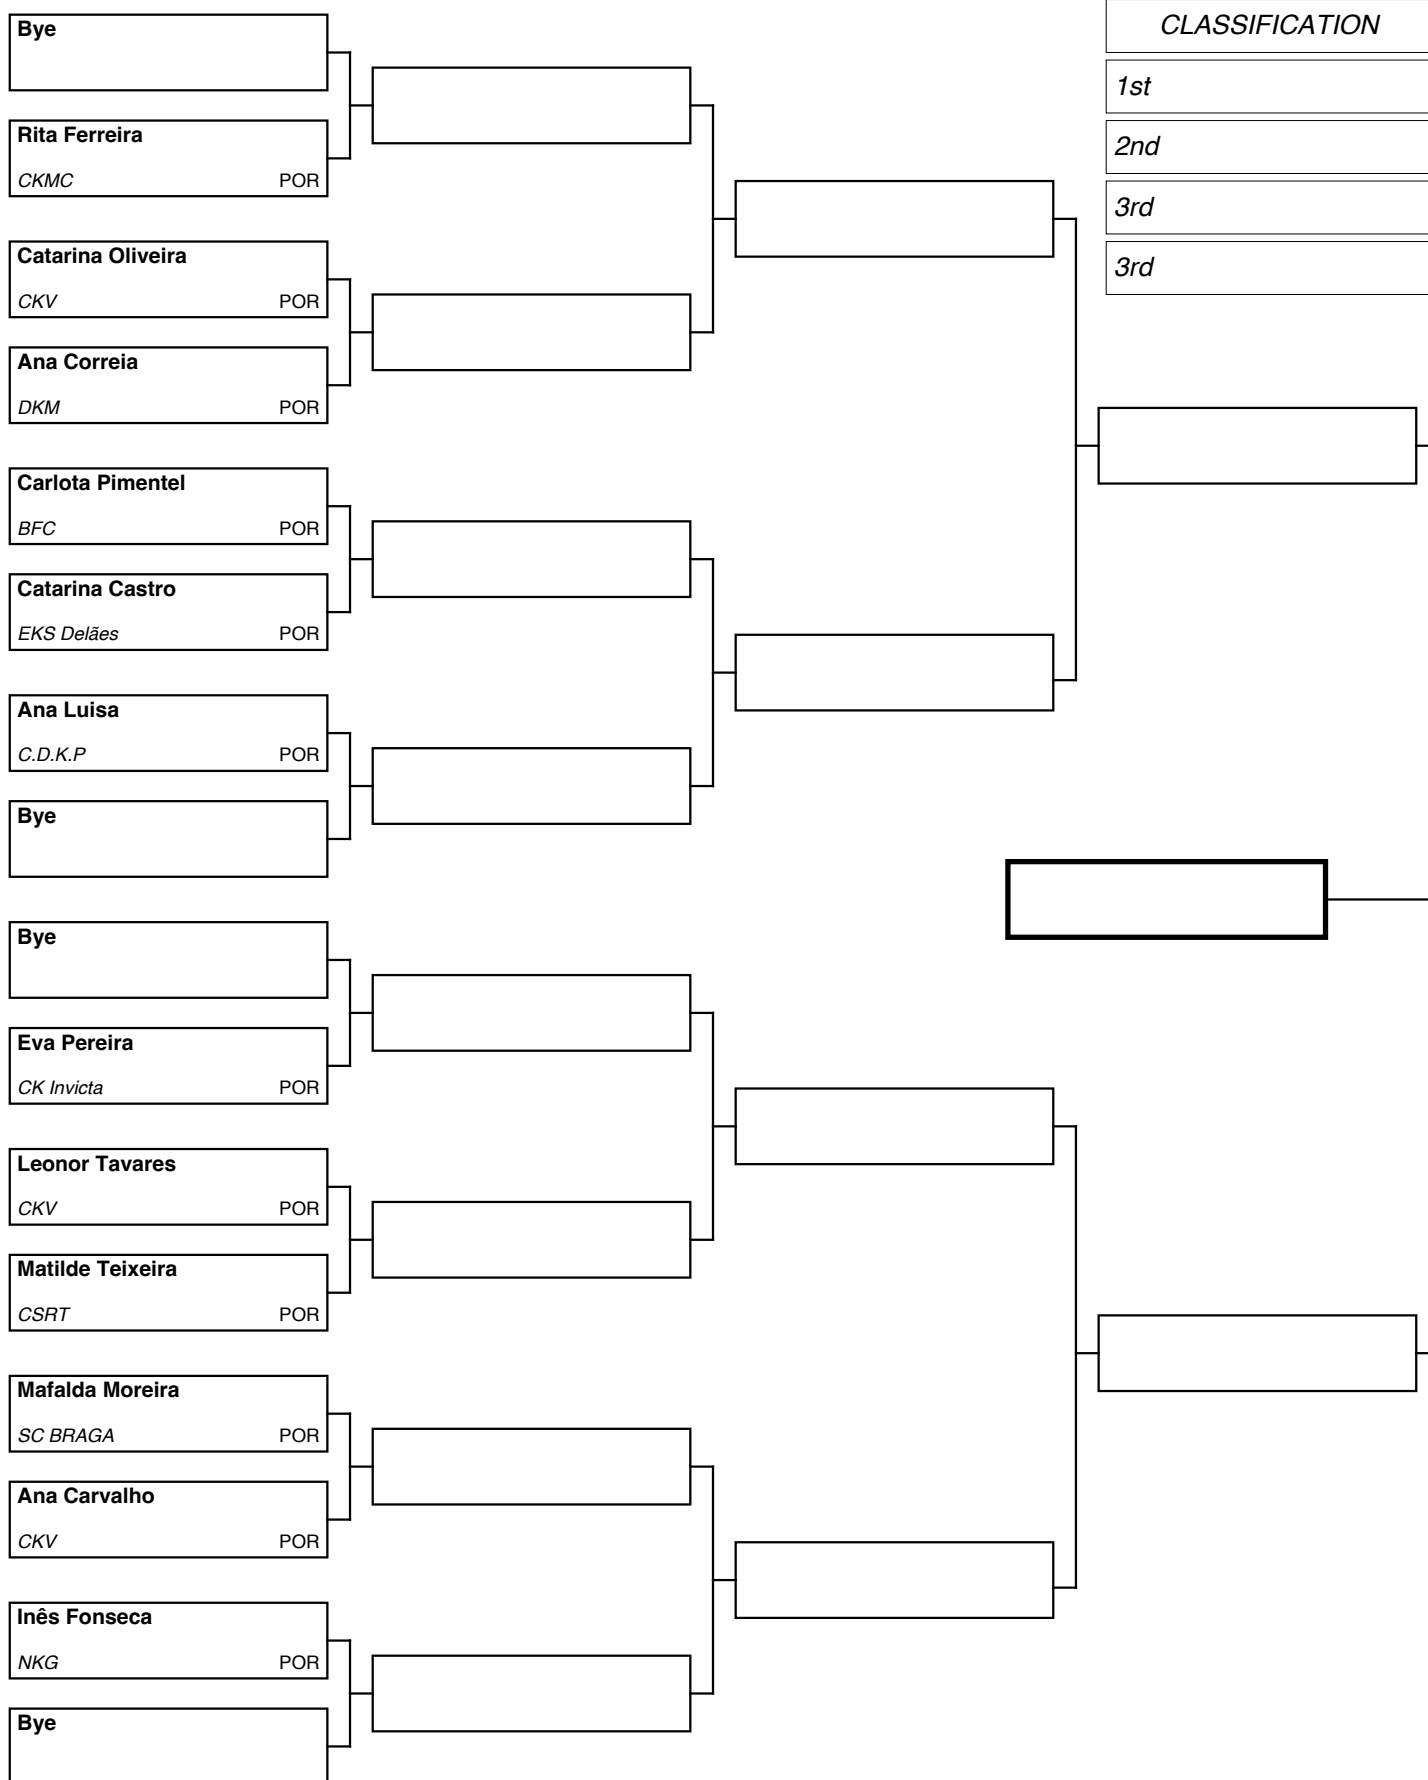 CLASSIFICATION
1st
2nd
3rd
3rd
Bye
Rita Ferreira
CKMC POR
Catarina Oliveira
CKV POR
Ana Correia
DKM POR
Carlota Pimentel
BFC POR
Catarina Castro
EKS Delães POR
Ana Luisa
C.D.K.P POR
Bye
Bye
Eva Pereira
CK Invicta POR
Leonor Tavares
CKV POR
Matilde Teixeira
CSRT POR
Mafalda Moreira
SC BRAGA POR
Ana Carvalho
CKV POR
Inês Fonseca
NKG POR
Bye